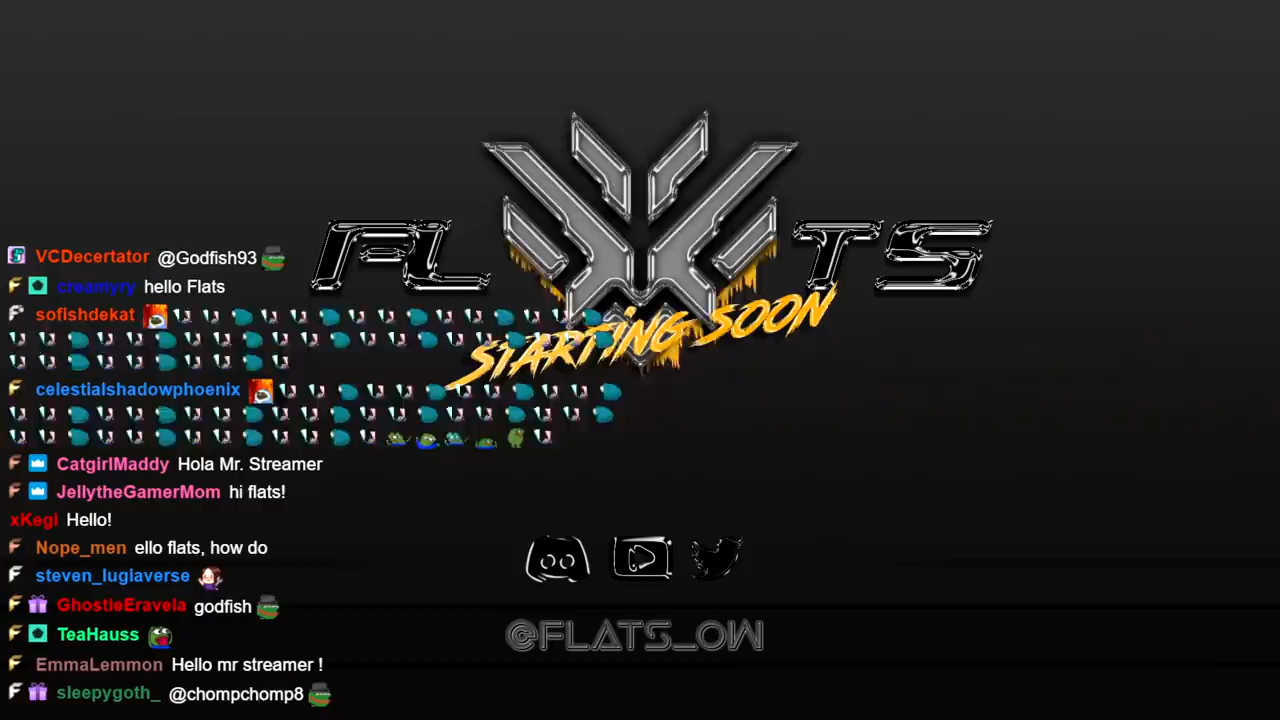 FL TS
STARTING SOON
VCDecertator @Godfish93
creamyry hello Flats
sofishdekat
celestialshadowphoenix
CatgirlMaddy Hola Mr. Streamer
JellytheGamerMom hi flats!
xKegi Hello!
Nope_men ello flats, how do
steven_lugiaverse
GhostleEravela godfish
TeaHauss
EmmaLemmon Hello mr streamer !
sleepygoth_ @chompchomp8
@FLATS_OW